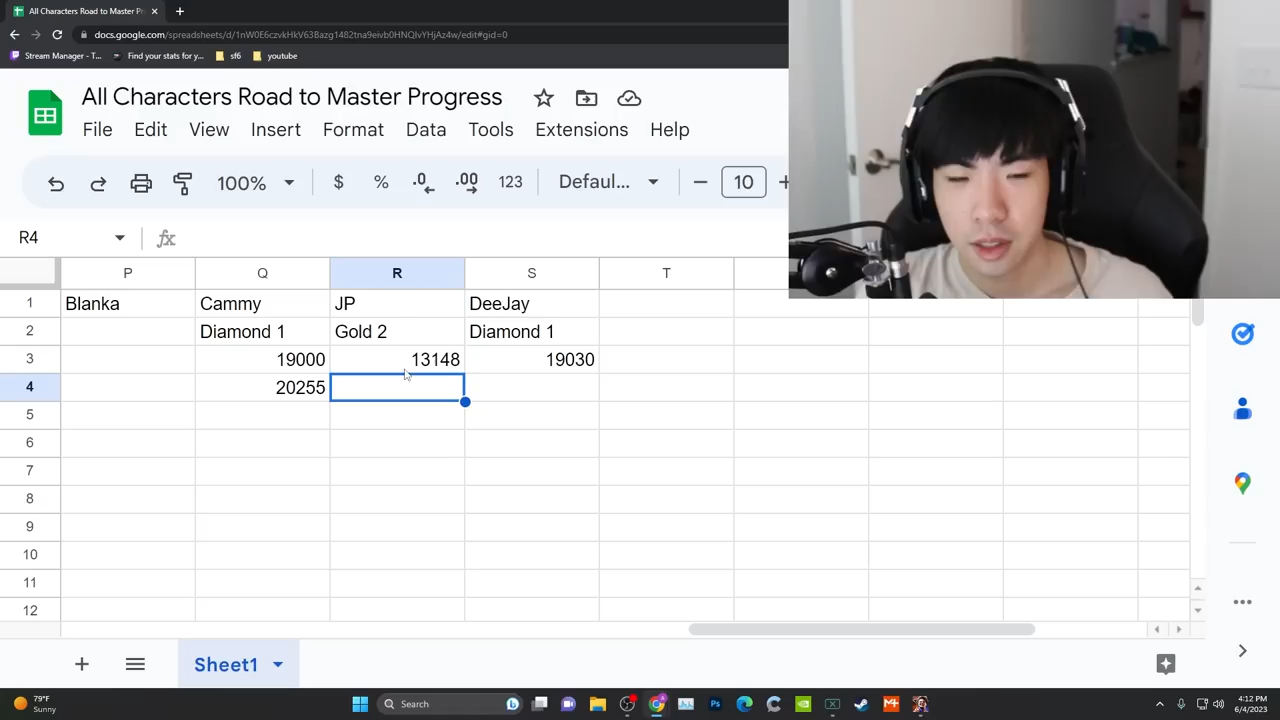 All Characters Road to Master Pr
docs.google.com/spreadsheets/d/1nW0E6czvkHkV63Bazg1482tna9eivb0HNQlvYHjAz4w/edit#gid=0
Stream Manager - T...
Find your stats for y...
sf6
youtube
All Characters Road to Master Progress
File Edit View Insert Format Data Tools Extensions Help
100% $ % .0 .00 123 Defaul... 10
R4
P Q R S T
1 Blanka Cammy JP DeeJay
2 Diamond 1 Gold 2 Diamond 1
3 19000 13148 19030
4 20255
5
6
7
8
9
10
11
12
Sheet1
79°F
Sunny
Search
4:12 PM
6/4/2023